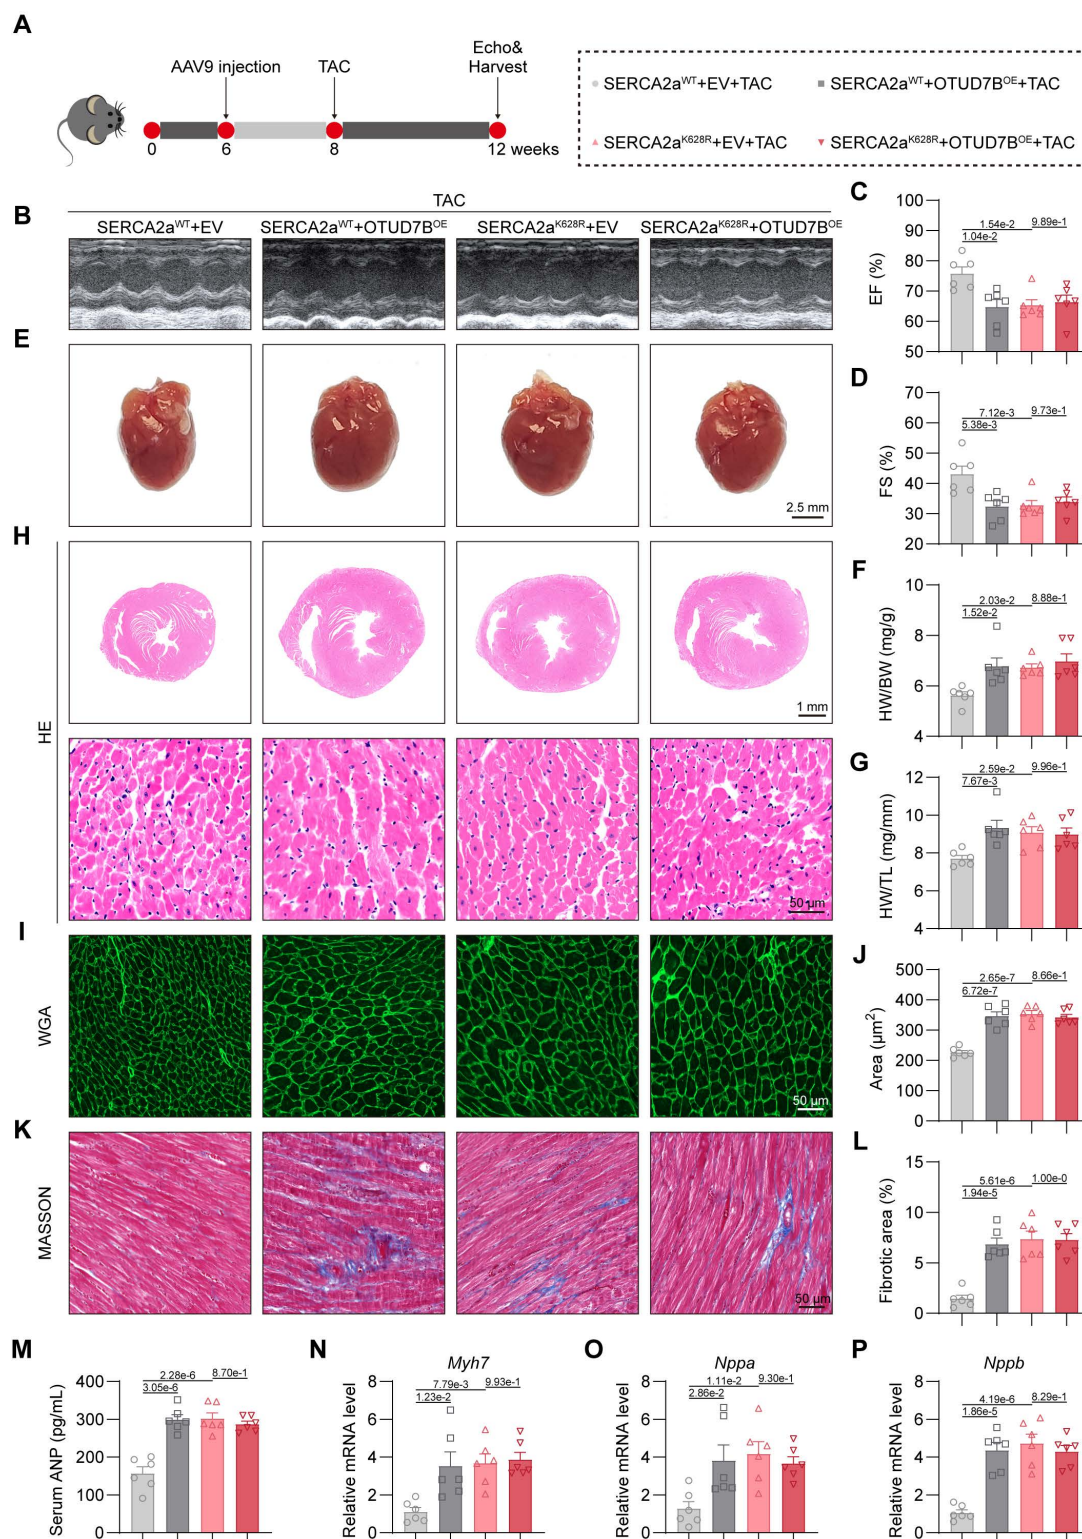 A
AAV9 injection
TAC
Echo&
Harvest
0
6
8
12 weeks
SERCA2aWT+EV+TAC
SERCA2aWT+OTUD7BOE+TAC
SERCA2aK628R+EV+TAC
SERCA2aK628R+OTUD7BOE+TAC
B
TAC
SERCA2aWT+EV
SERCA2aWT+OTUD7BOE
SERCA2aK628R+EV
SERCA2aK628R+OTUD7BOE
C
EF (%)
100
90
80
70
60
50
1.54e-2
9.89e-1
1.04e-2
D
FS (%)
70
60
50
40
30
20
7.12e-3
9.73e-1
5.38e-3
E
2.5 mm
F
HW/BW (mg/g)
10
8
6
4
2.03e-2
8.88e-1
1.52e-2
G
HW/TL (mg/mm)
12
10
8
6
4
2.59e-2
9.96e-1
7.67e-3
H
HE
1 mm
50 µm
I
WGA
50 µm
J
Area (µm2)
500
400
300
200
100
0
2.65e-7
8.66e-1
6.72e-7
K
MASSON
50 µm
L
Fibrotic area (%)
15
10
5
0
5.61e-6
1.00e-0
1.94e-5
M
Serum ANP (pg/mL)
400
300
200
100
0
2.28e-6
8.70e-1
3.05e-6
N
Myh7
Relative mRNA level
8
6
4
2
0
7.79e-3
9.93e-1
1.23e-2
O
Nppa
Relative mRNA level
8
6
4
2
0
1.11e-2
9.30e-1
2.86e-2
P
Nppb
Relative mRNA level
8
6
4
2
0
4.19e-6
8.29e-1
1.86e-5